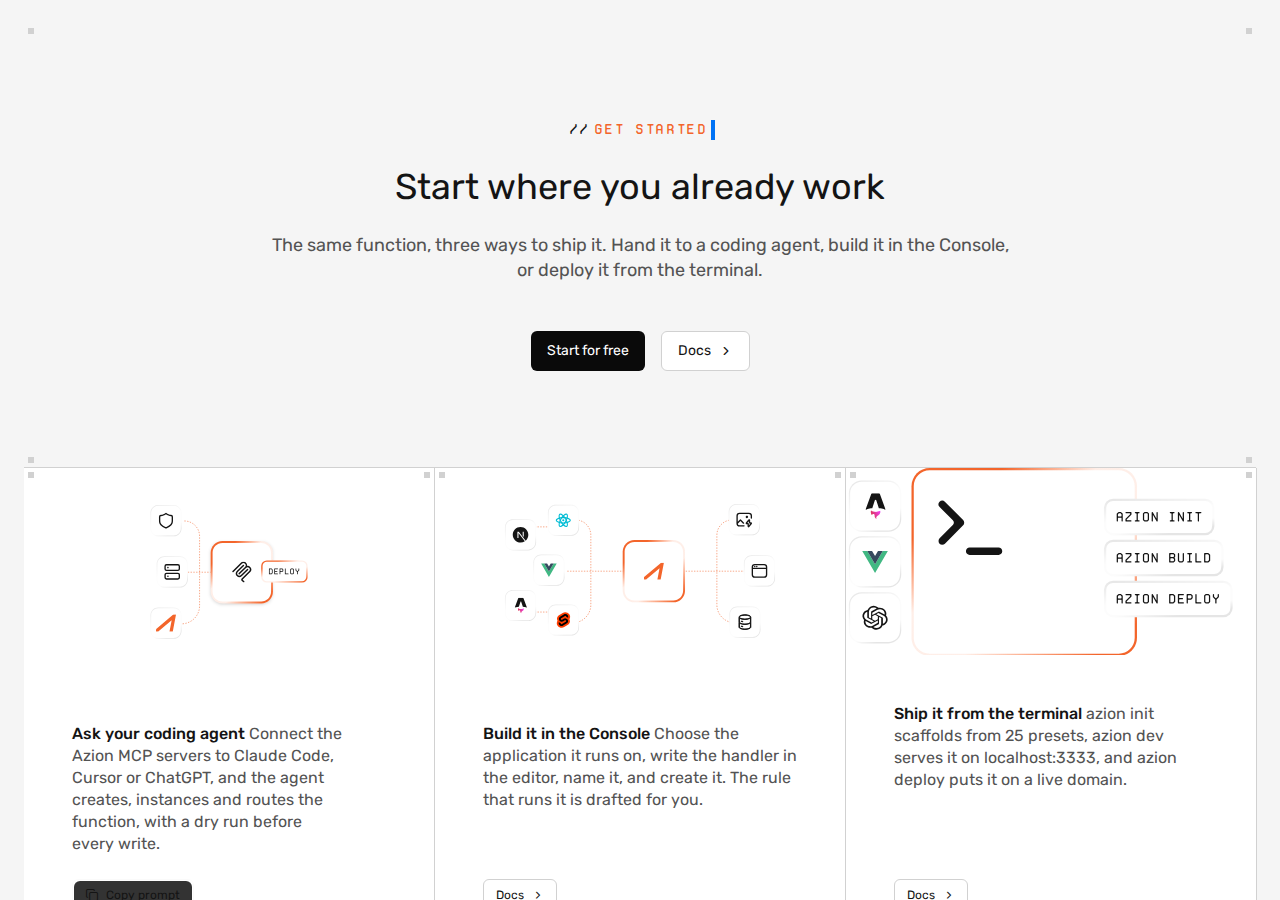 // GET STARTED
Start where you already work
The same function, three ways to ship it. Hand it to a coding agent, build it in the Console,
or deploy it from the terminal.
Start for free
Docs
DEPLOY
AZION INIT
AZION BUILD
AZION DEPLOY
Ask your coding agent Connect the
Azion MCP servers to Claude Code,
Cursor or ChatGPT, and the agent
creates, instances and routes the
function, with a dry run before
every write.
Copy prompt
Build it in the Console Choose the
application it runs on, write the handler in
the editor, name it, and create it. The rule
that runs it is drafted for you.
Docs
Ship it from the terminal azion init
scaffolds from 25 presets, azion dev
serves it on localhost:3333, and azion
deploy puts it on a live domain.
Docs